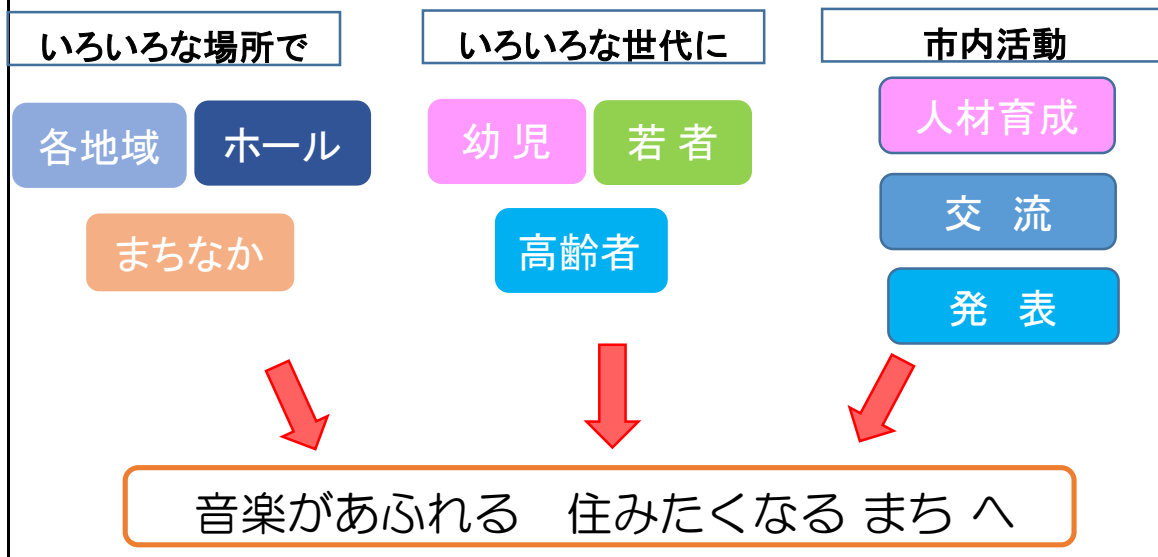 いろいろな場所で
各地域
ホール
まちなか
いろいろな世代に
幼 児
若 者
高齢者
市内活動
人材育成
交　流
発　表
音楽があふれる　住みたくなる まち へ